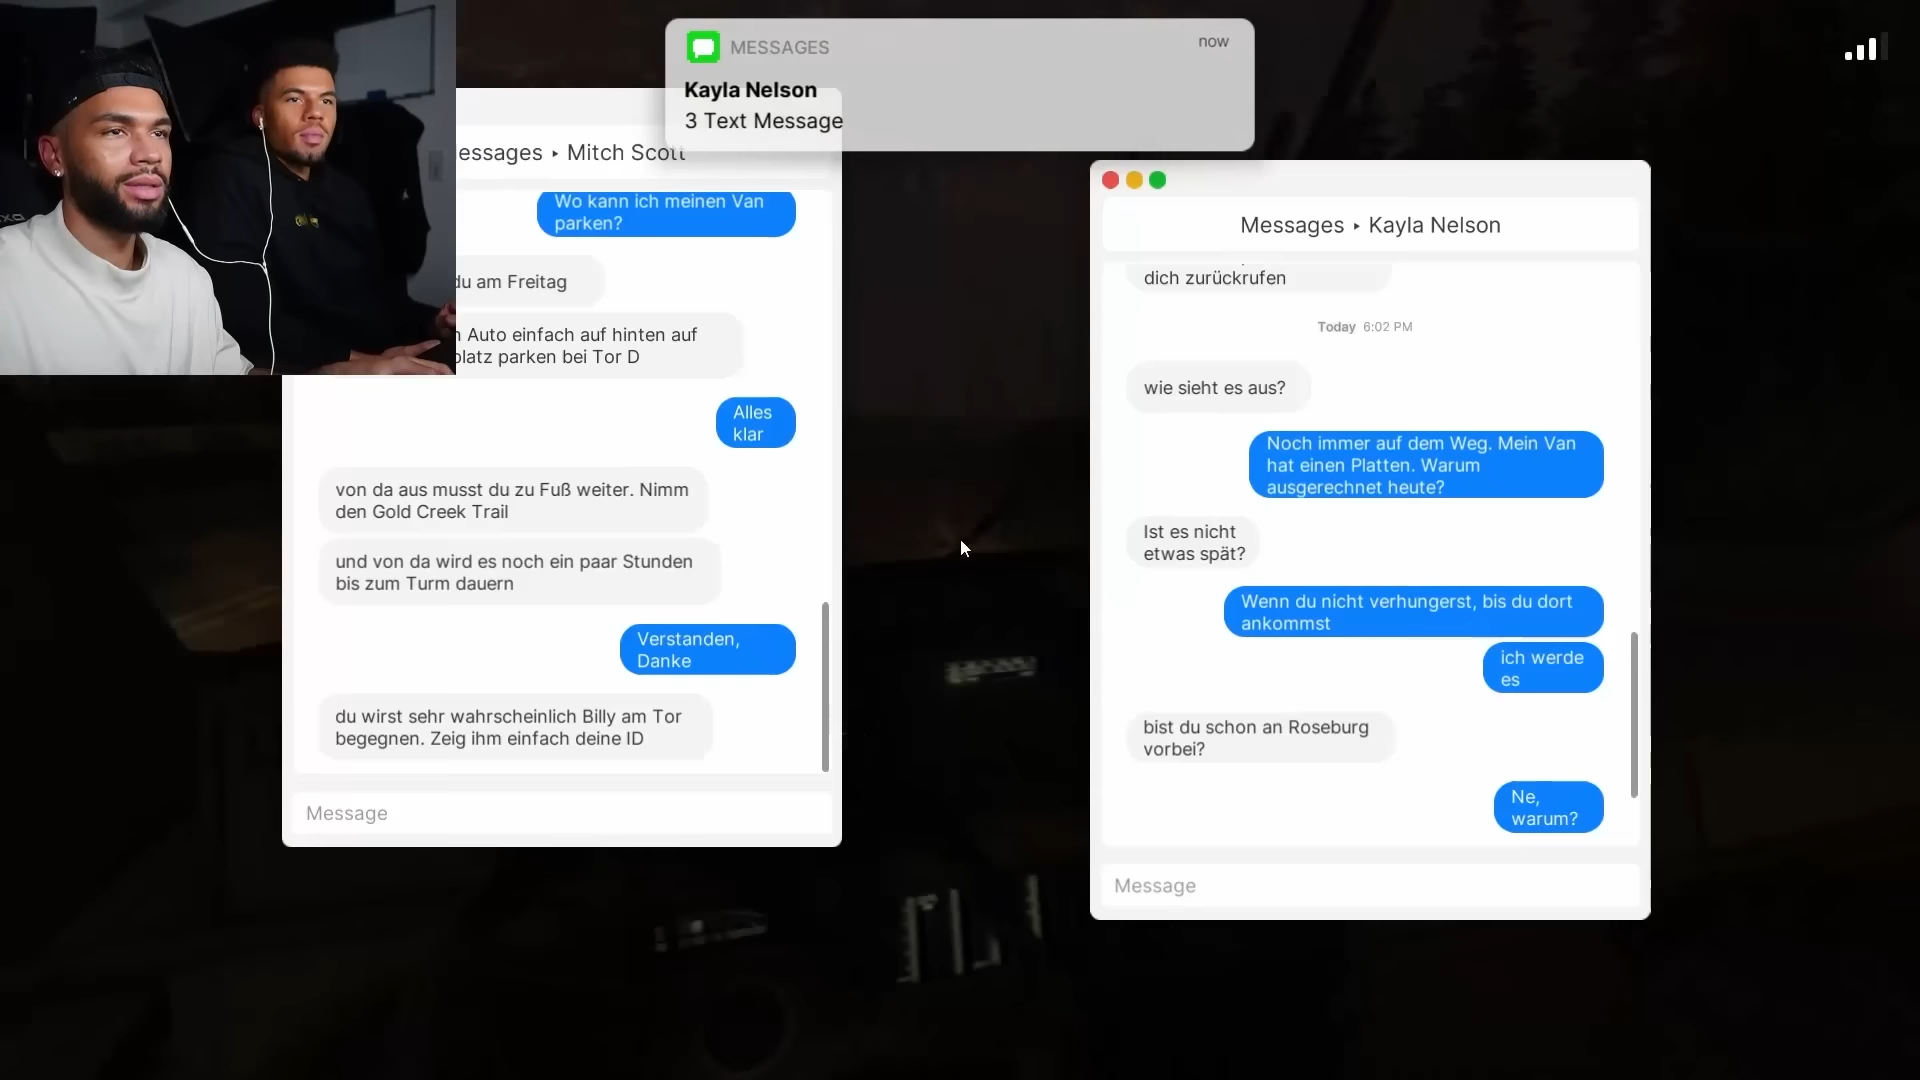 MESSAGES
now
Kayla Nelson
3 Text Message
essages ▸ Mitch Scott
Wo kann ich meinen Van
parken?
du am Freitag
Auto einfach auf hinten auf
platz parken bei Tor D
Alles
klar
von da aus musst du zu Fuß weiter. Nimm
den Gold Creek Trail
und von da wird es noch ein paar Stunden
bis zum Turm dauern
Verstanden,
Danke
du wirst sehr wahrscheinlich Billy am Tor
begegnen. Zeig ihm einfach deine ID
Message
Messages ▸ Kayla Nelson
dich zurückrufen
Today 6:02 PM
wie sieht es aus?
Noch immer auf dem Weg. Mein Van
hat einen Platten. Warum
ausgerechnet heute?
Ist es nicht
etwas spät?
Wenn du nicht verhungerst, bis du dort
ankommst
ich werde
es
bist du schon an Roseburg
vorbei?
Ne,
warum?
Message